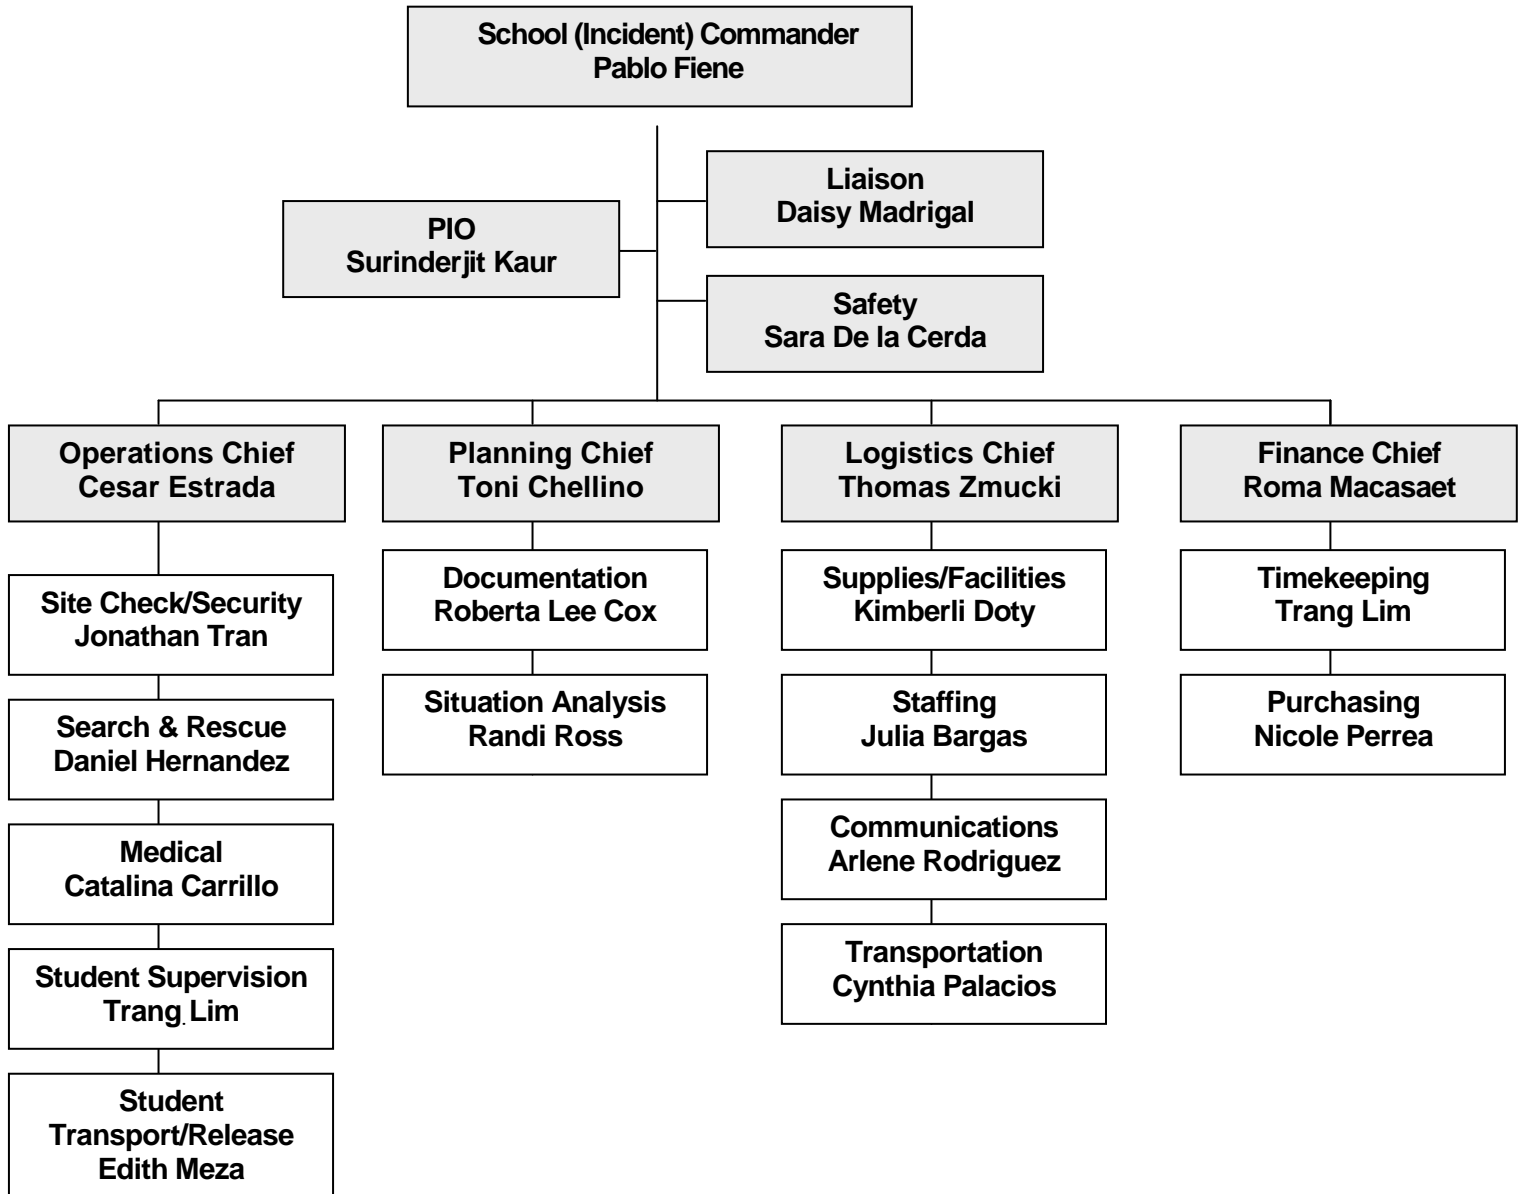 School (Incident) Commander
Pablo Fiene
Liaison
Daisy Madrigal
PIO
Surinderjit Kaur
Safety
Sara De la Cerda
Operations Chief
Cesar Estrada
Planning Chief
Toni Chellino
Logistics Chief
Thomas Zmucki
Finance Chief
Roma Macasaet
Site Check/Security
Jonathan Tran
Search & Rescue
Daniel Hernandez
Medical
Catalina Carrillo
Student Supervision
Trang Lim
Student
Transport/Release
Edith Meza
Documentation
Roberta Lee Cox
Situation Analysis
Randi Ross
Supplies/Facilities
Kimberli Doty
Staffing
Julia Bargas
Communications
Arlene Rodriguez
Transportation
Cynthia Palacios
Timekeeping
Trang Lim
Purchasing
Nicole Perrea